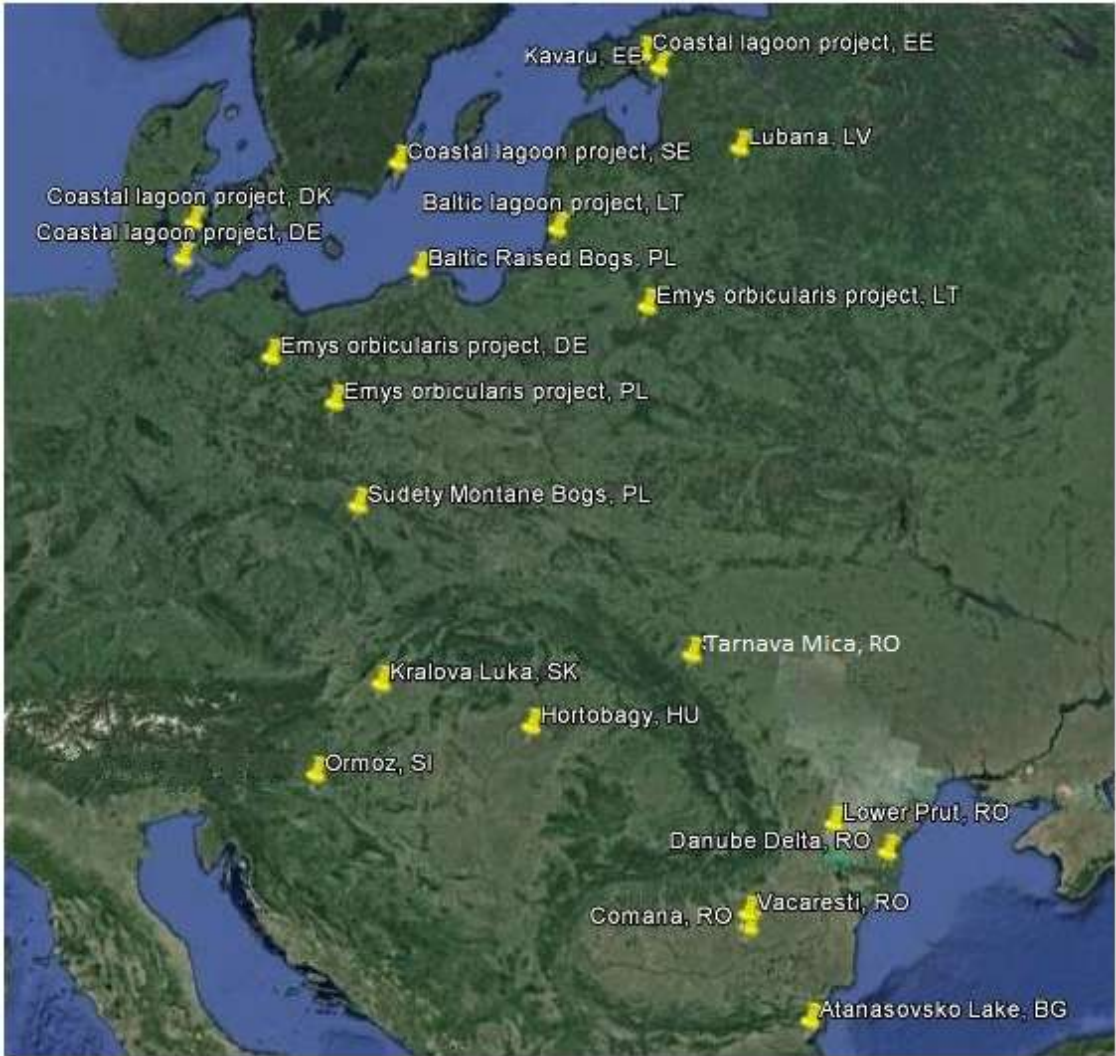 Coastal lagoon project, EE
Kavaru, EE
Lubana, LV
Coastal lagoon project, SE
Coastal lagoon project, DK
Baltic lagoon project, LT
Coastal lagoon project, DE
Baltic Raised Bogs, PL
Emys orbicularis project, LT
Emys orbicularis project, DE
Emys orbicularis project, PL
Sudety Montane Bogs, PL
Tarnava Mica, RO
Kralova Luka, SK
Hortobagy, HU
Ormoz, SI
Lower Prut, RO
Danube Delta, RO
Vacaresti, RO
Comana, RO
Atanasovsko Lake, BG